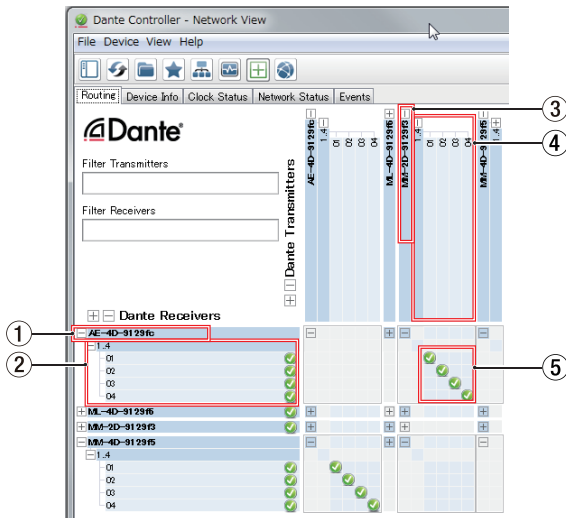 Dante Controller - Network View
File Device View Help
Routing Device Info Clock Status Network Status Events
Dante
Filter Transmitters
Filter Receivers
Dante Transmitters
AE-4D-9129fc
1..4
01
02
03
04
ML-4D-9129f6
MM-2D-9129f3
1..4
01
02
03
04
MM-4D-9129f5
1..4
Dante Receivers
AE-4D-9129fc
1..4
01
02
03
04
ML-4D-9129f6
MM-2D-9129f3
MM-4D-9129f5
1..4
01
02
03
04
1
2
3
4
5